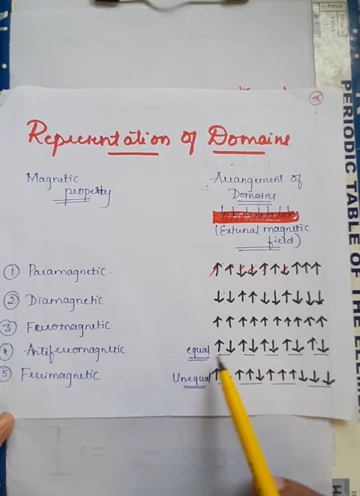 Representation of Domains
Magnetic property
Arrangement of Domains
(External magnetic field)
① Paramagnetic ↑ ↑ ↓ ↓ ↑ ↑ ↓ ↑ ↑ ↑
② Diamagnetic ↓ ↓ ↑ ↑ ↓ ↓ ↑ ↓ ↓ ↓
③ Ferromagnetic ↑ ↑ ↑ ↑ ↑ ↑ ↑ ↑ ↑ ↑
④ Antiferromagnetic equal ↑ ↓ ↑ ↓ ↑ ↓ ↑ ↓ ↑ ↓
⑤ Ferrimagnetic Unequal
PERIODIC TABLE OF THE ELEME